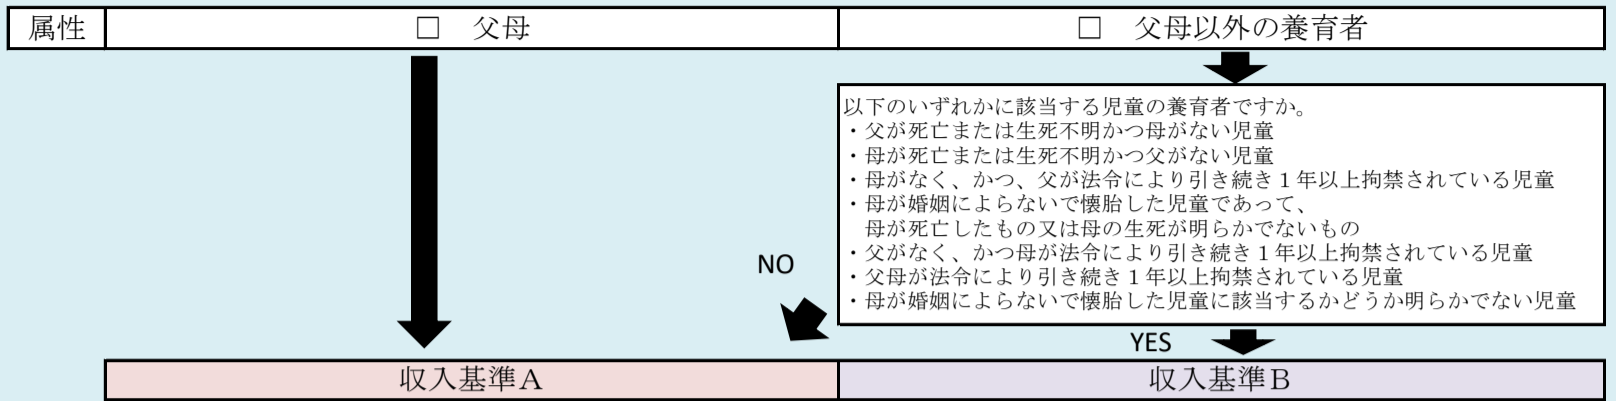 属性
□　父母
□　父母以外の養育者
以下のいずれかに該当する児童の養育者ですか。
・父が死亡または生死不明かつ母がない児童
・母が死亡または生死不明かつ父がない児童
・母がなく、かつ、父が法令により引き続き１年以上拘禁されている児童
・母が婚姻によらないで懐胎した児童であって、
　母が死亡したもの又は母の生死が明らかでないもの
・父がなく、かつ母が法令により引き続き１年以上拘禁されている児童
・父母が法令により引き続き１年以上拘禁されている児童
・母が婚姻によらないで懐胎した児童に該当するかどうか明らかでない児童
NO
YES
収入基準Ａ
収入基準Ｂ